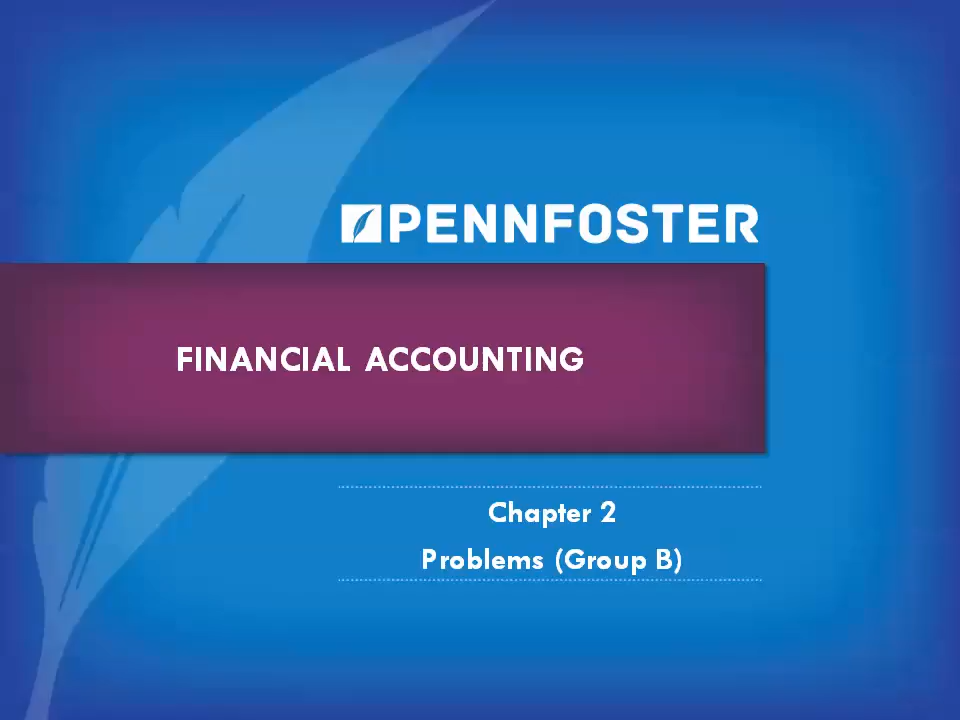 PENNFOSTER
FINANCIAL ACCOUNTING
Chapter 2
Problems (Group B)